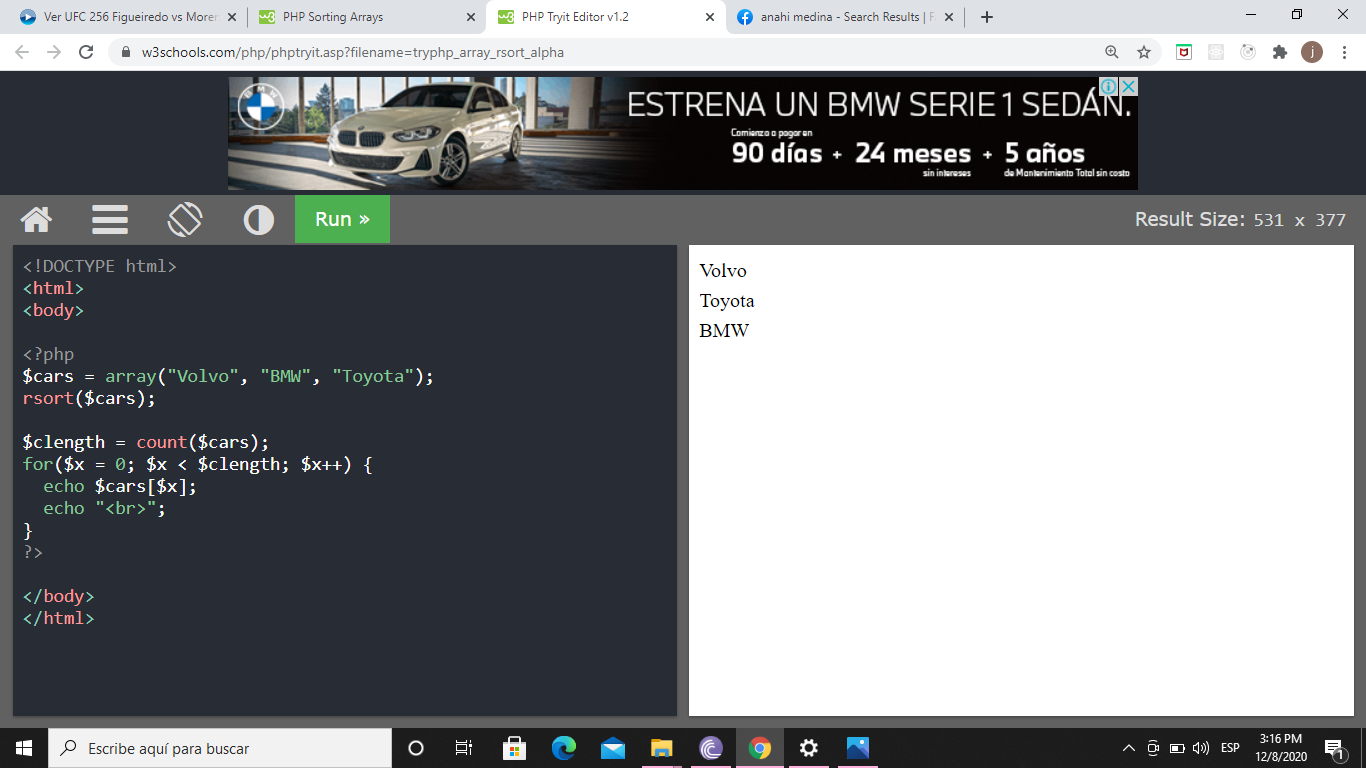 Ver UFC 256 Figueiredo vs Moren
PHP Sorting Arrays
PHP Tryit Editor v1.2
anahi medina - Search Results | F
w3schools.com/php/phptryit.asp?filename=tryphp_array_rsort_alpha
j
BMW
ESTRENA UN BMW SERIE 1 SEDÁN.
Comienza a pagar en
90 días + 24 meses + 5 años
sin intereses
de Mantenimiento Total sin costo
Run »
Result Size: 531 x 377
<!DOCTYPE html>
<html>
<body>
<?php
$cars = array("Volvo", "BMW", "Toyota");
rsort($cars);
$clength = count($cars);
for($x = 0; $x < $clength; $x++) {
  echo $cars[$x];
  echo "<br>";
}
?>
</body>
</html>
Volvo
Toyota
BMW
Escribe aquí para buscar
ESP
3:16 PM
12/8/2020
1